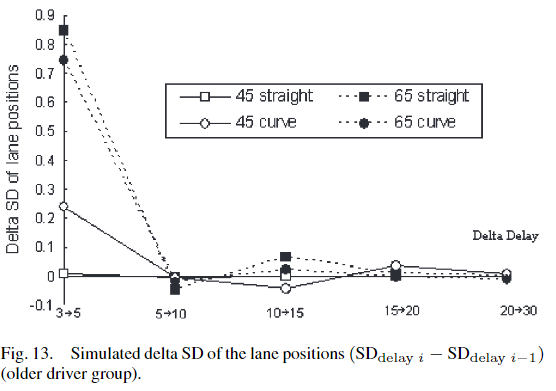 0.9
0.8
0.7
0.6
0.5
0.4
0.3
0.2
0.1
0
-0.1
Delta SD of lane positions
45 straight 65 straight
45 curve 65 curve
Delta Delay
3→5 5→10 10→15 15→20 20→30
Fig. 13. Simulated delta SD of the lane positions (SD_delay i − SD_delay i−1)
(older driver group).